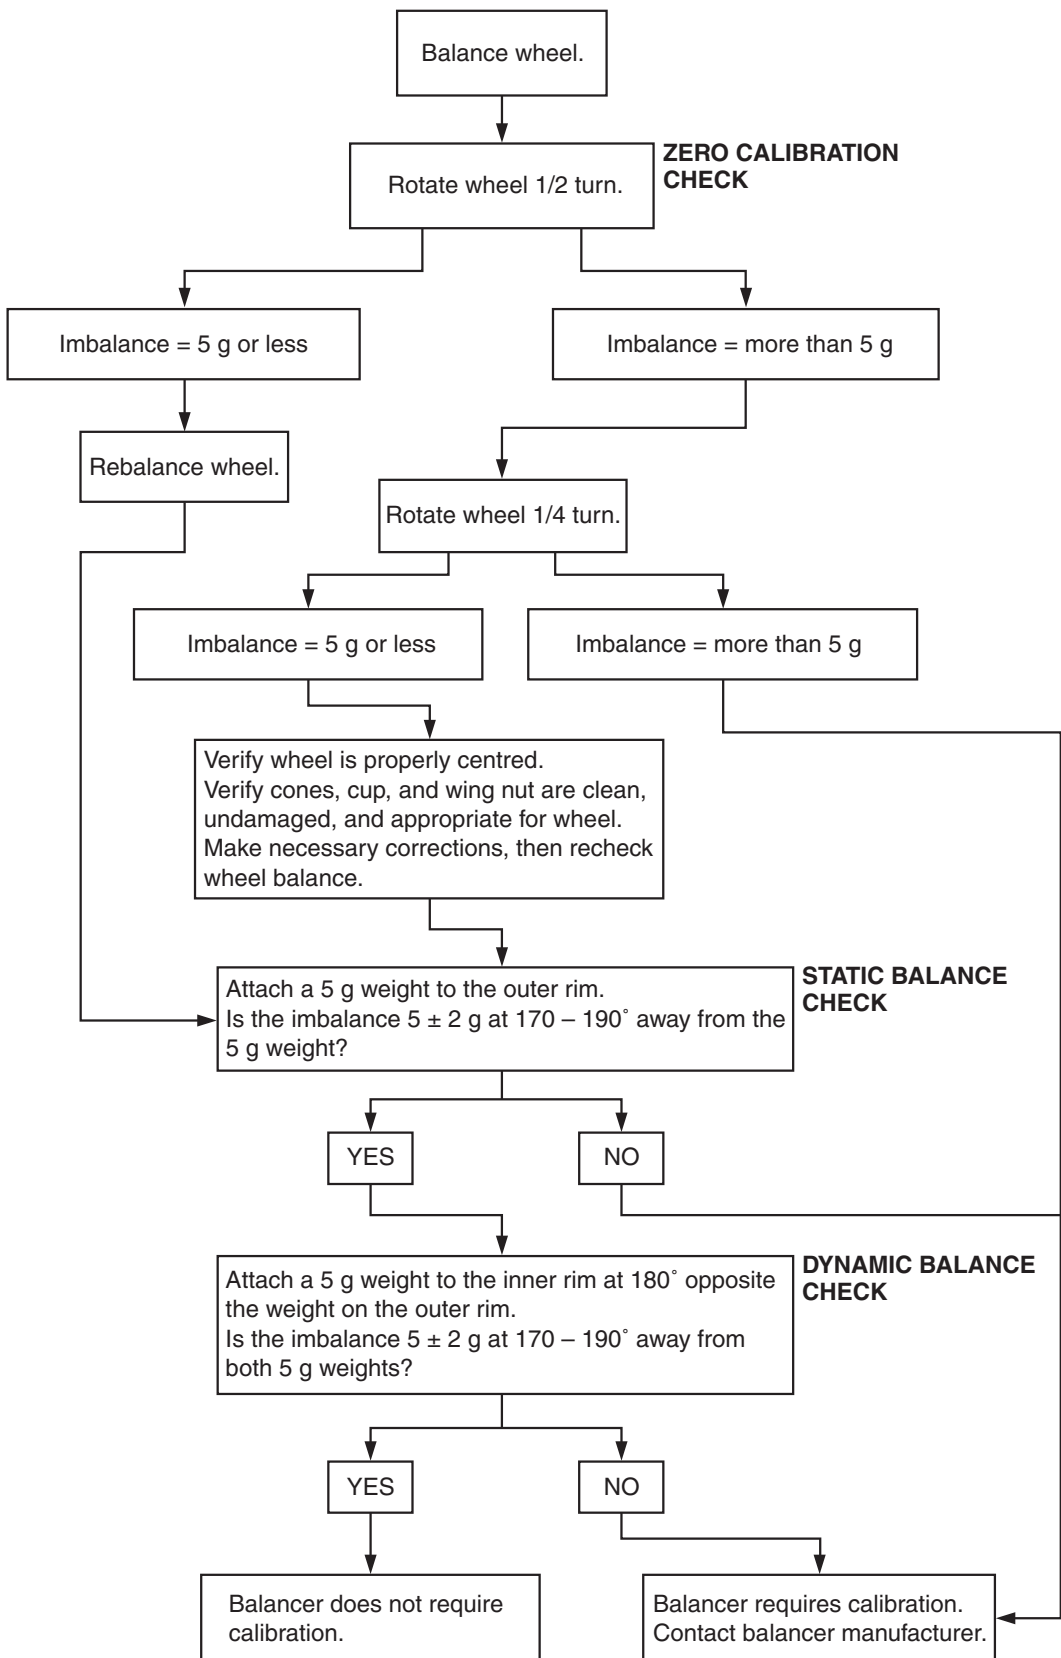 Balance wheel.
ZERO CALIBRATION
CHECK
Rotate wheel 1/2 turn.
Imbalance = 5 g or less
Imbalance = more than 5 g
Rebalance wheel.
Rotate wheel 1/4 turn.
Imbalance = 5 g or less
Imbalance = more than 5 g
Verify wheel is properly centred.
Verify cones, cup, and wing nut are clean,
undamaged, and appropriate for wheel.
Make necessary corrections, then recheck
wheel balance.
STATIC BALANCE
CHECK
Attach a 5 g weight to the outer rim.
Is the imbalance 5 ± 2 g at 170 – 190˚ away from the
5 g weight?
YES
NO
DYNAMIC BALANCE
CHECK
Attach a 5 g weight to the inner rim at 180˚ opposite
the weight on the outer rim.
Is the imbalance 5 ± 2 g at 170 – 190˚ away from
both 5 g weights?
YES
NO
Balancer does not require
calibration.
Balancer requires calibration.
Contact balancer manufacturer.